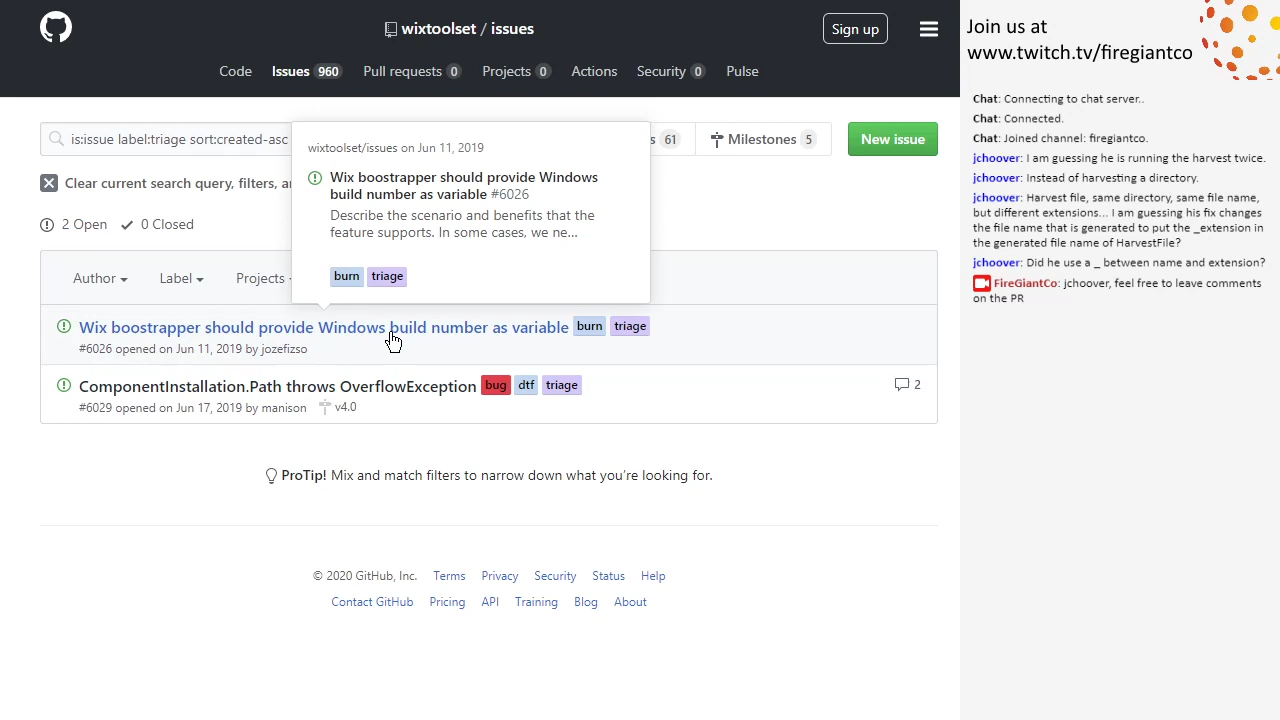 wixtoolset / issues
Sign up
Code
Issues 960
Pull requests 0
Projects 0
Actions
Security 0
Pulse
is:issue label:triage sort:created-asc
s 61
Milestones 5
New issue
wixtoolset/issues on Jun 11, 2019
Wix boostrapper should provide Windows
build number as variable #6026
Describe the scenario and benefits that the
feature supports. In some cases, we ne...
burn triage
Clear current search query, filters, a
2 Open 0 Closed
Author
Label
Projects
Wix boostrapper should provide Windows build number as variable burn triage
#6026 opened on Jun 11, 2019 by jozefizso
ComponentInstallation.Path throws OverflowException bug dtf triage
2
#6029 opened on Jun 17, 2019 by manison v4.0
ProTip! Mix and match filters to narrow down what you're looking for.
© 2020 GitHub, Inc. Terms Privacy Security Status Help
Contact GitHub Pricing API Training Blog About
Join us at
www.twitch.tv/firegiantco
Chat: Connecting to chat server..
Chat: Connected.
Chat: Joined channel: firegiantco.
jchoover: I am guessing he is running the harvest twice.
jchoover: Instead of harvesting a directory.
jchoover: Harvest file, same directory, same file name,
but different extensions... I am guessing his fix changes
the file name that is generated to put the _extension in
the generated file name of HarvestFile?
jchoover: Did he use a _ between name and extension?
FireGiantCo: jchoover, feel free to leave comments
on the PR